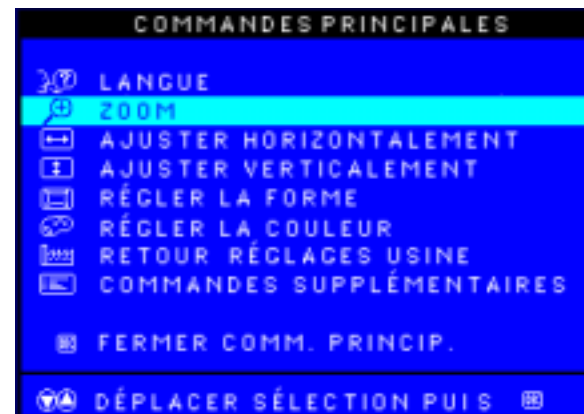 COMMANDES PRINCIPALES
LANGUE
ZOOM
AJUSTER HORIZONTALEMENT
AJUSTER VERTICALEMENT
RÉGLER LA FORME
RÉGLER LA COULEUR
RETOUR RÉGLAGES USINE
COMMANDES SUPPLÉMENTAIRES
FERMER COMM. PRINCIP.
DÉPLACER SÉLECTION PUIS